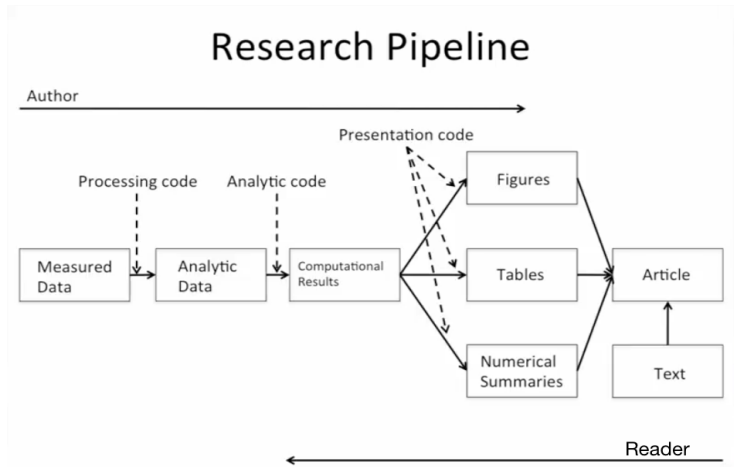 Research Pipeline
Author
Presentation code
Processing code
Analytic code
Figures
Measured
Data
Analytic
Data
Computational
Results
Tables
Article
Numerical
Summaries
Text
Reader